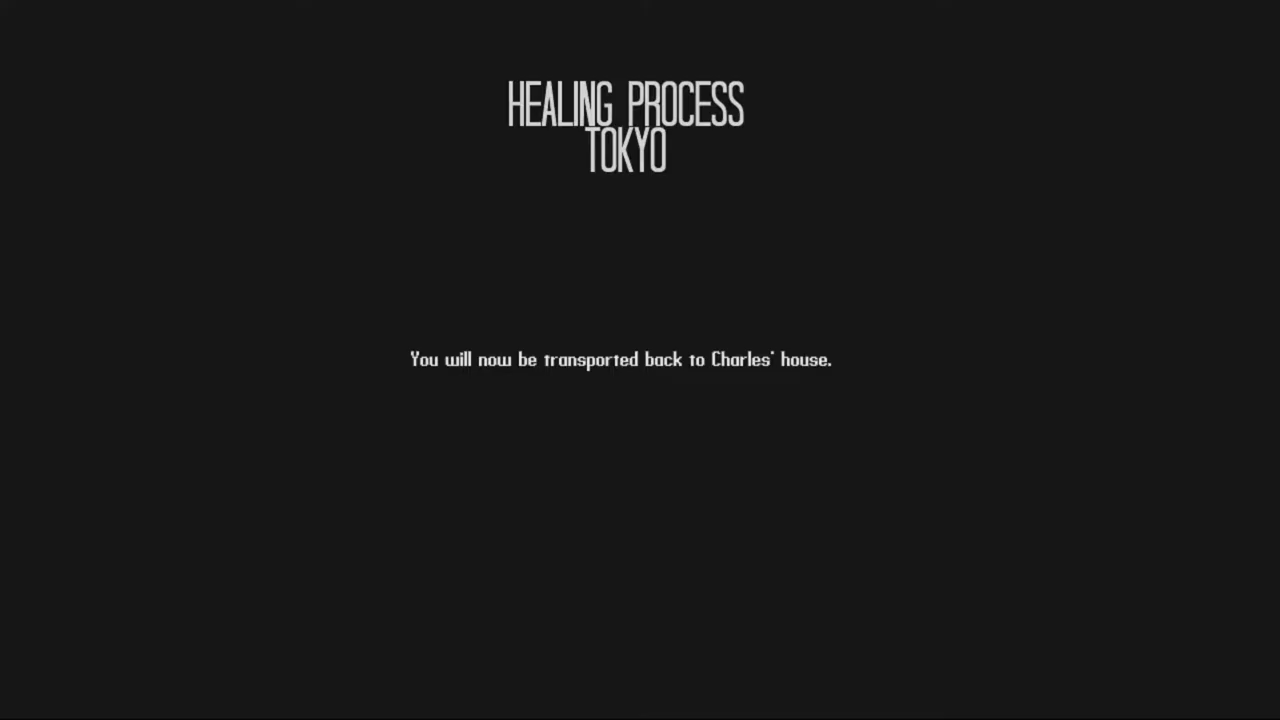 HEALING PROCESS
TOKYO
You will now be transported back to Charles' house.